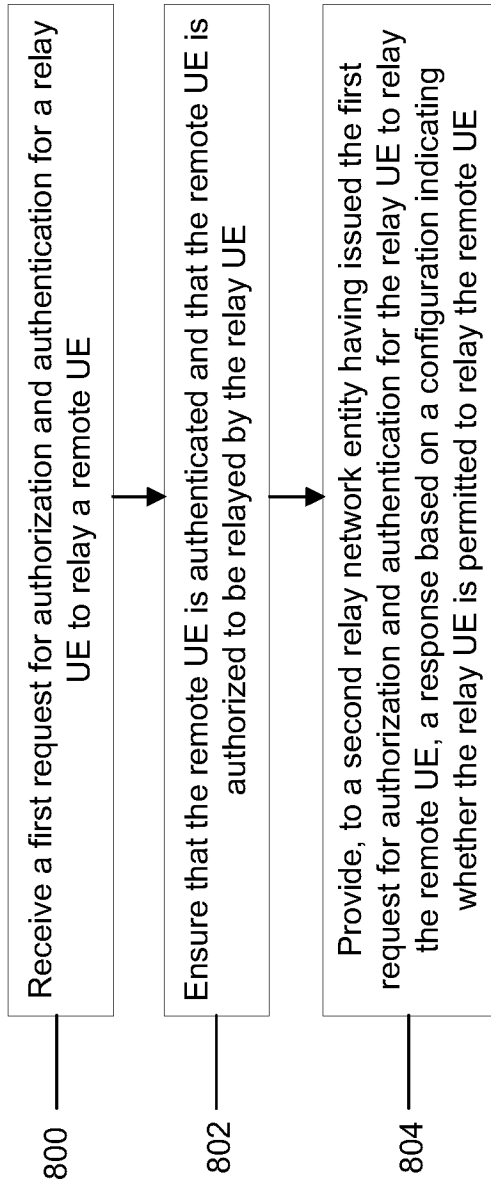 800
Receive a first request for authorization and authentication for a relay
UE to relay a remote UE
802
Ensure that the remote UE is authenticated and that the remote UE is
authorized to be relayed by the relay UE
804
Provide, to a second relay network entity having issued the first
request for authorization and authentication for the relay UE to relay
the remote UE, a response based on a configuration indicating
whether the relay UE is permitted to relay the remote UE